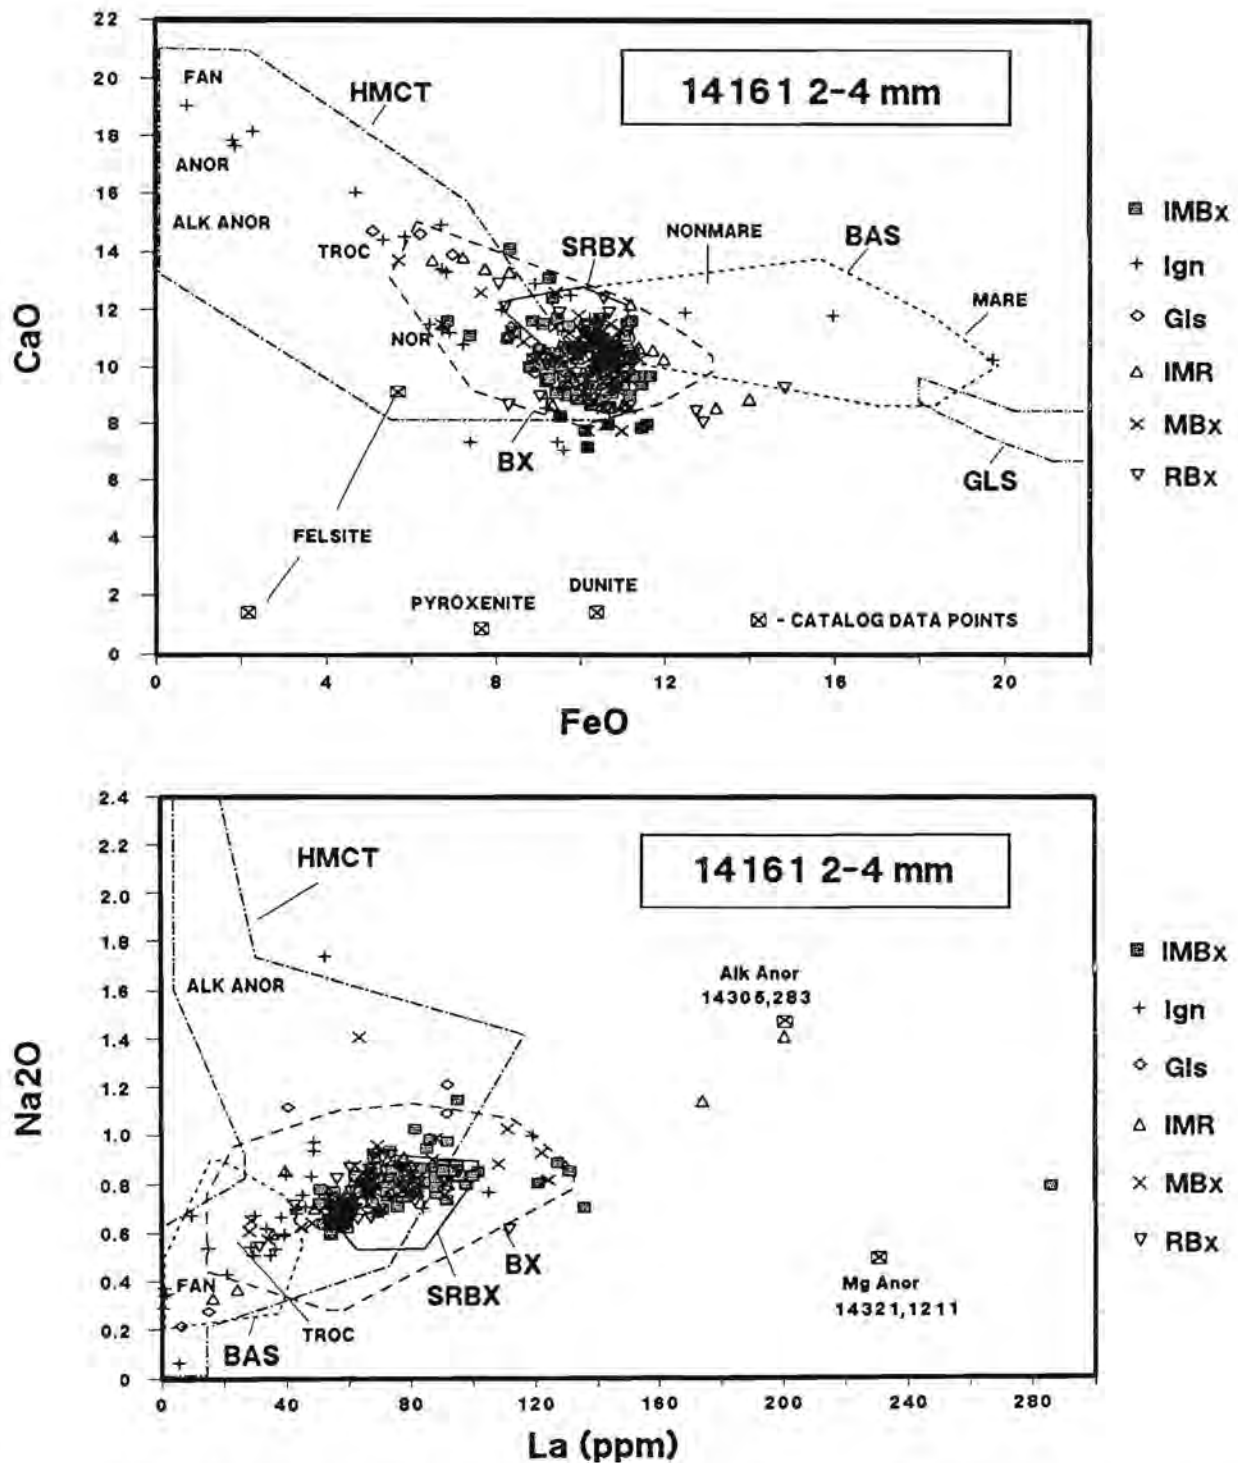 22
20
18
16
14
12
10
8
6
4
2
0
CaO
FAN
HMCT
14161 2-4 mm
ANOR
ALK ANOR
TROC
SRBX
NONMARE
BAS
MARE
NOR
BX
GLS
FELSITE
PYROXENITE
DUNITE
- CATALOG DATA POINTS
IMBx
Ign
Gls
IMR
MBx
RBx
0 4 8 12 16 20
FeO
2.4
2.2
2.0
1.8
1.6
1.4
1.2
1.0
0.8
0.6
0.4
0.2
0
Na2O
HMCT
14161 2-4 mm
ALK ANOR
Alk Anor
14305,283
FAN
BX
SRBX
TROC
BAS
Mg Anor
14321,1211
IMBx
Ign
Gls
IMR
MBx
RBx
0 40 80 120 160 200 240 280
La (ppm)